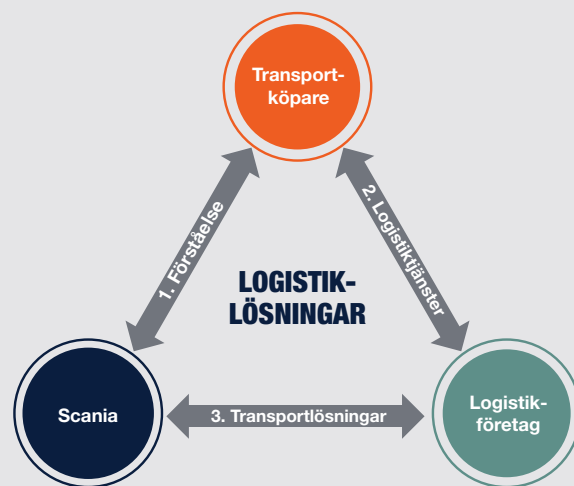 Transport-
köpare
1. Förståelse
2. Logistiktjänster
LOGISTIK-
LÖSNINGAR
Scania
3. Transportlösningar
Logistik-
företag